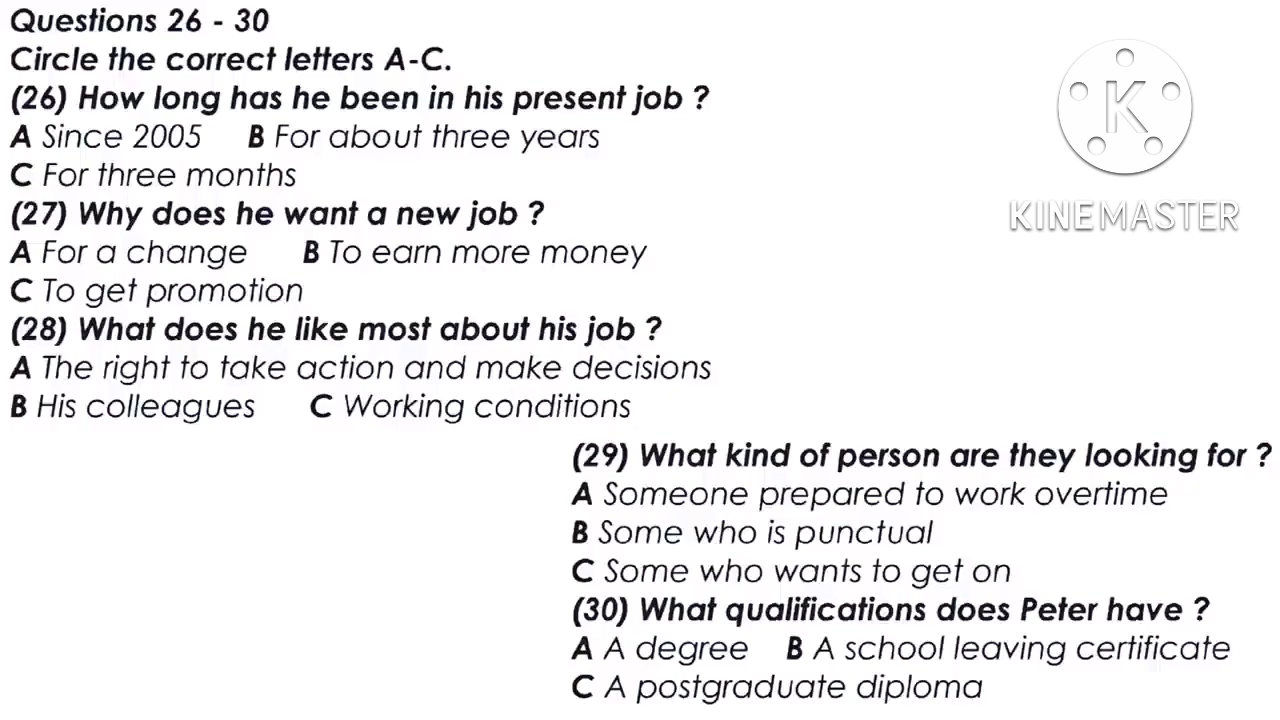 Questions 26 - 30
Circle the correct letters A-C.
(26) How long has he been in his present job ?
A Since 2005 B For about three years
C For three months
(27) Why does he want a new job ?
A For a change B To earn more money
C To get promotion
(28) What does he like most about his job ?
A The right to take action and make decisions
B His colleagues C Working conditions
(29) What kind of person are they looking for ?
A Someone prepared to work overtime
B Some who is punctual
C Some who wants to get on
(30) What qualifications does Peter have ?
A A degree B A school leaving certificate
C A postgraduate diploma
K
KINEMASTER